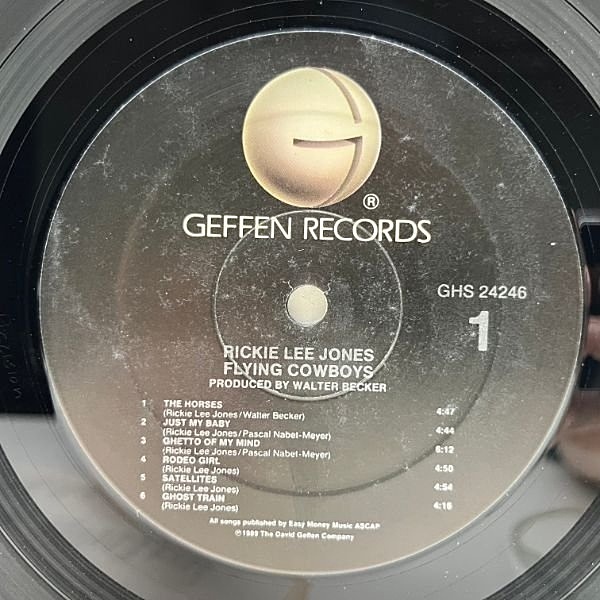 G
®
GEFFEN RECORDS
GHS 24246
1
RICKIE LEE JONES
FLYING COWBOYS
PRODUCED BY WALTER BECKER
1 THE HORSES
(Rickie Lee Jones/Walter Becker) 4:47
2 JUST MY BABY
(Rickie Lee Jones/Pascal Nabet-Meyer) 4:44
3 GHETTO OF MY MIND
(Rickie Lee Jones/Pascal Nabet-Meyer) 6:12
4 RODEO GIRL
(Rickie Lee Jones) 4:50
5 SATELLITES
(Rickie Lee Jones) 4:54
6 GHOST TRAIN
(Rickie Lee Jones) 4:16
All songs published by Easy Money Music ASCAP
℗1989 The David Geffen Company